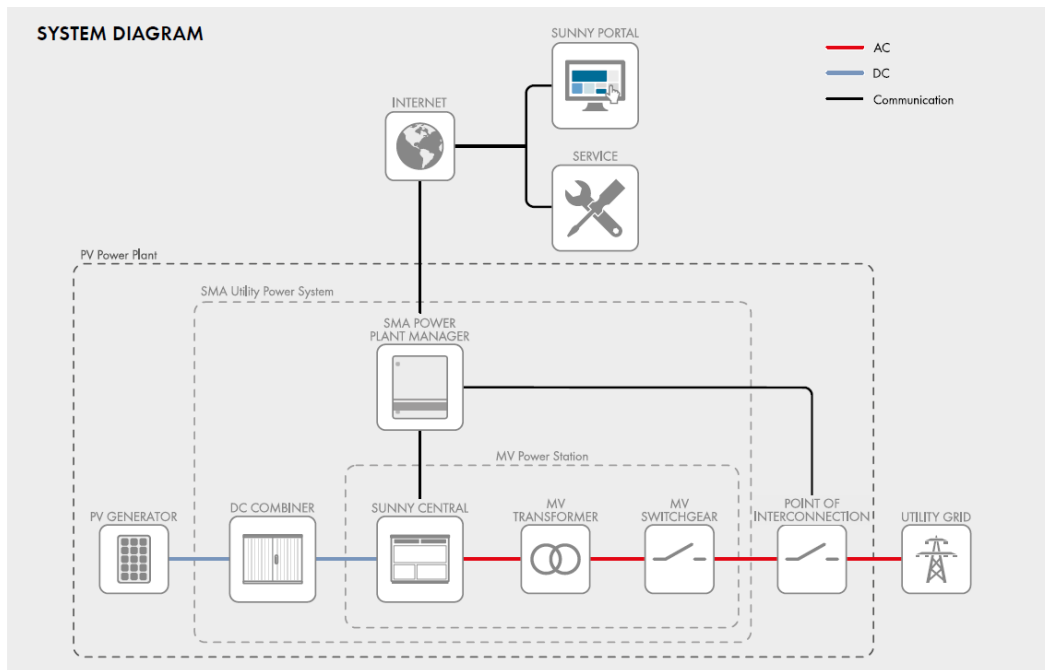 SYSTEM DIAGRAM
SUNNY PORTAL
AC
DC
Communication
INTERNET
SERVICE
PV Power Plant
SMA Utility Power System
SMA POWER
PLANT MANAGER
MV Power Station
PV GENERATOR
DC COMBINER
SUNNY CENTRAL
MV
TRANSFORMER
MV
SWITCHGEAR
POINT OF
INTERCONNECTION
UTILITY GRID